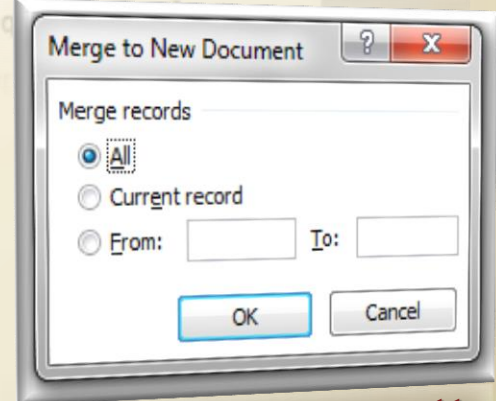 Merge to New Document
Merge records
All
Current record
From: To:
OK Cancel